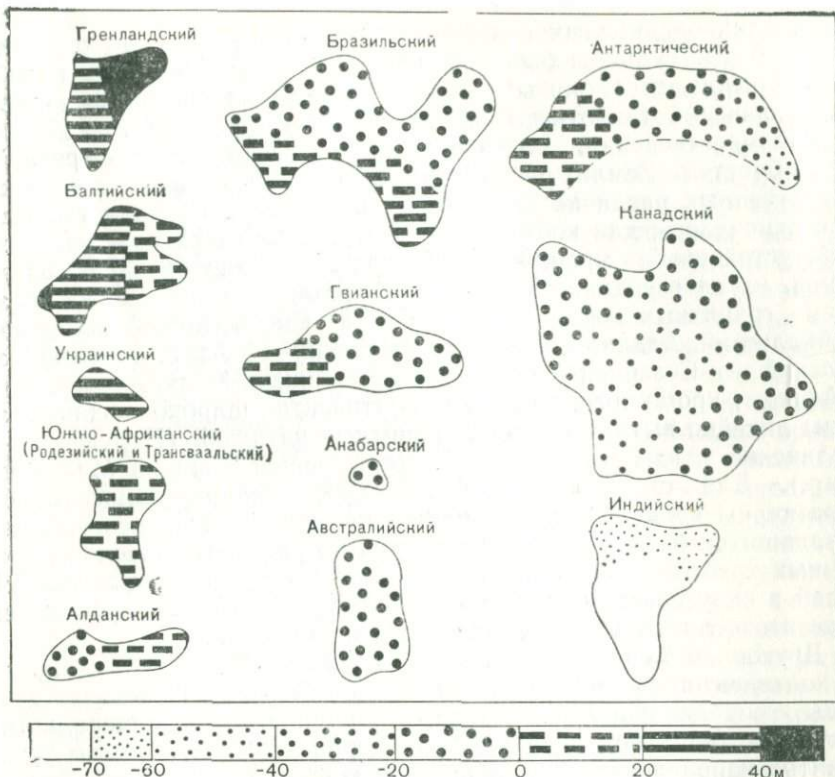 Гренландский
Бразильский
Антарктический
Балтийский
Канадский
Гвианский
Украинский
Южно-Африканский
(Родезийский и Трансваальский)
Анабарский
Австралийский
Индийский
Алданский
-70 -60 -40 -20 0 20 40 м